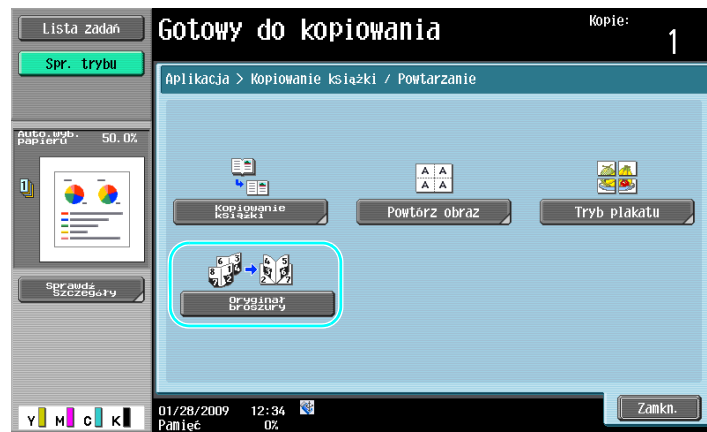 Lista zadań
Spr. trybu
Gotowy do kopiowania
Kopie:
1
Aplikacja > Kopiowanie książki / Powtarzanie
Auto.wyb.
papieru
50.0%
1
Sprawdź
szczegóły
Kopiowanie
książki
A A
A A
Powtórz obraz
Tryb plakatu
Oryginał
broszury
01/28/2009 12:34
Pamięć 0%
Y M C K
Zamkn.